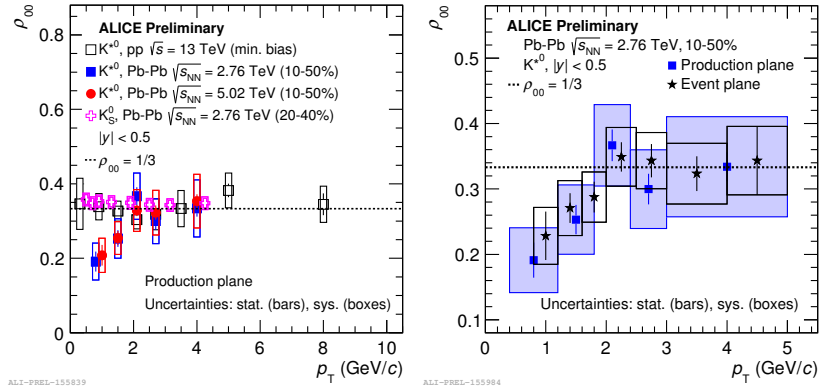 ρ00
ALICE Preliminary
K*0, pp √s = 13 TeV (min. bias)
K*0, Pb-Pb √sNN = 2.76 TeV (10-50%)
K*0, Pb-Pb √sNN = 5.02 TeV (10-50%)
K0S, Pb-Pb √sNN = 2.76 TeV (20-40%)
|y| < 0.5
ρ00 = 1/3
0.8
0.6
0.4
0.2
0
Production plane
Uncertainties: stat. (bars), sys. (boxes)
0 2 4 6 8 10
pT (GeV/c)
ALI-PREL-155839
ρ00
ALICE Preliminary
Pb-Pb √sNN = 2.76 TeV, 10-50%
K*0, |y| < 0.5
Production plane
ρ00 = 1/3
Event plane
0.5
0.4
0.3
0.2
0.1
Uncertainties: stat. (bars), sys. (boxes)
0 1 2 3 4 5
pT (GeV/c)
ALI-PREL-155984